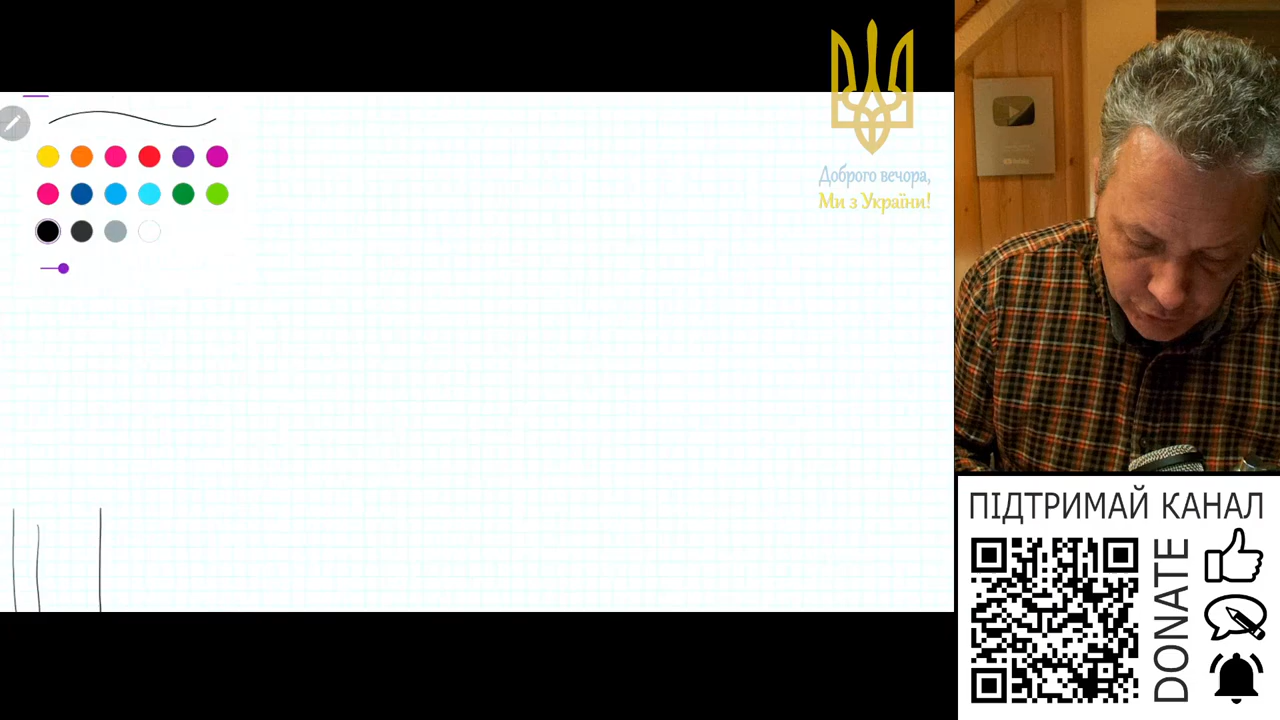 Доброго вечора,
Ми з України!
ПІДТРИМАЙ КАНАЛ
DONATE